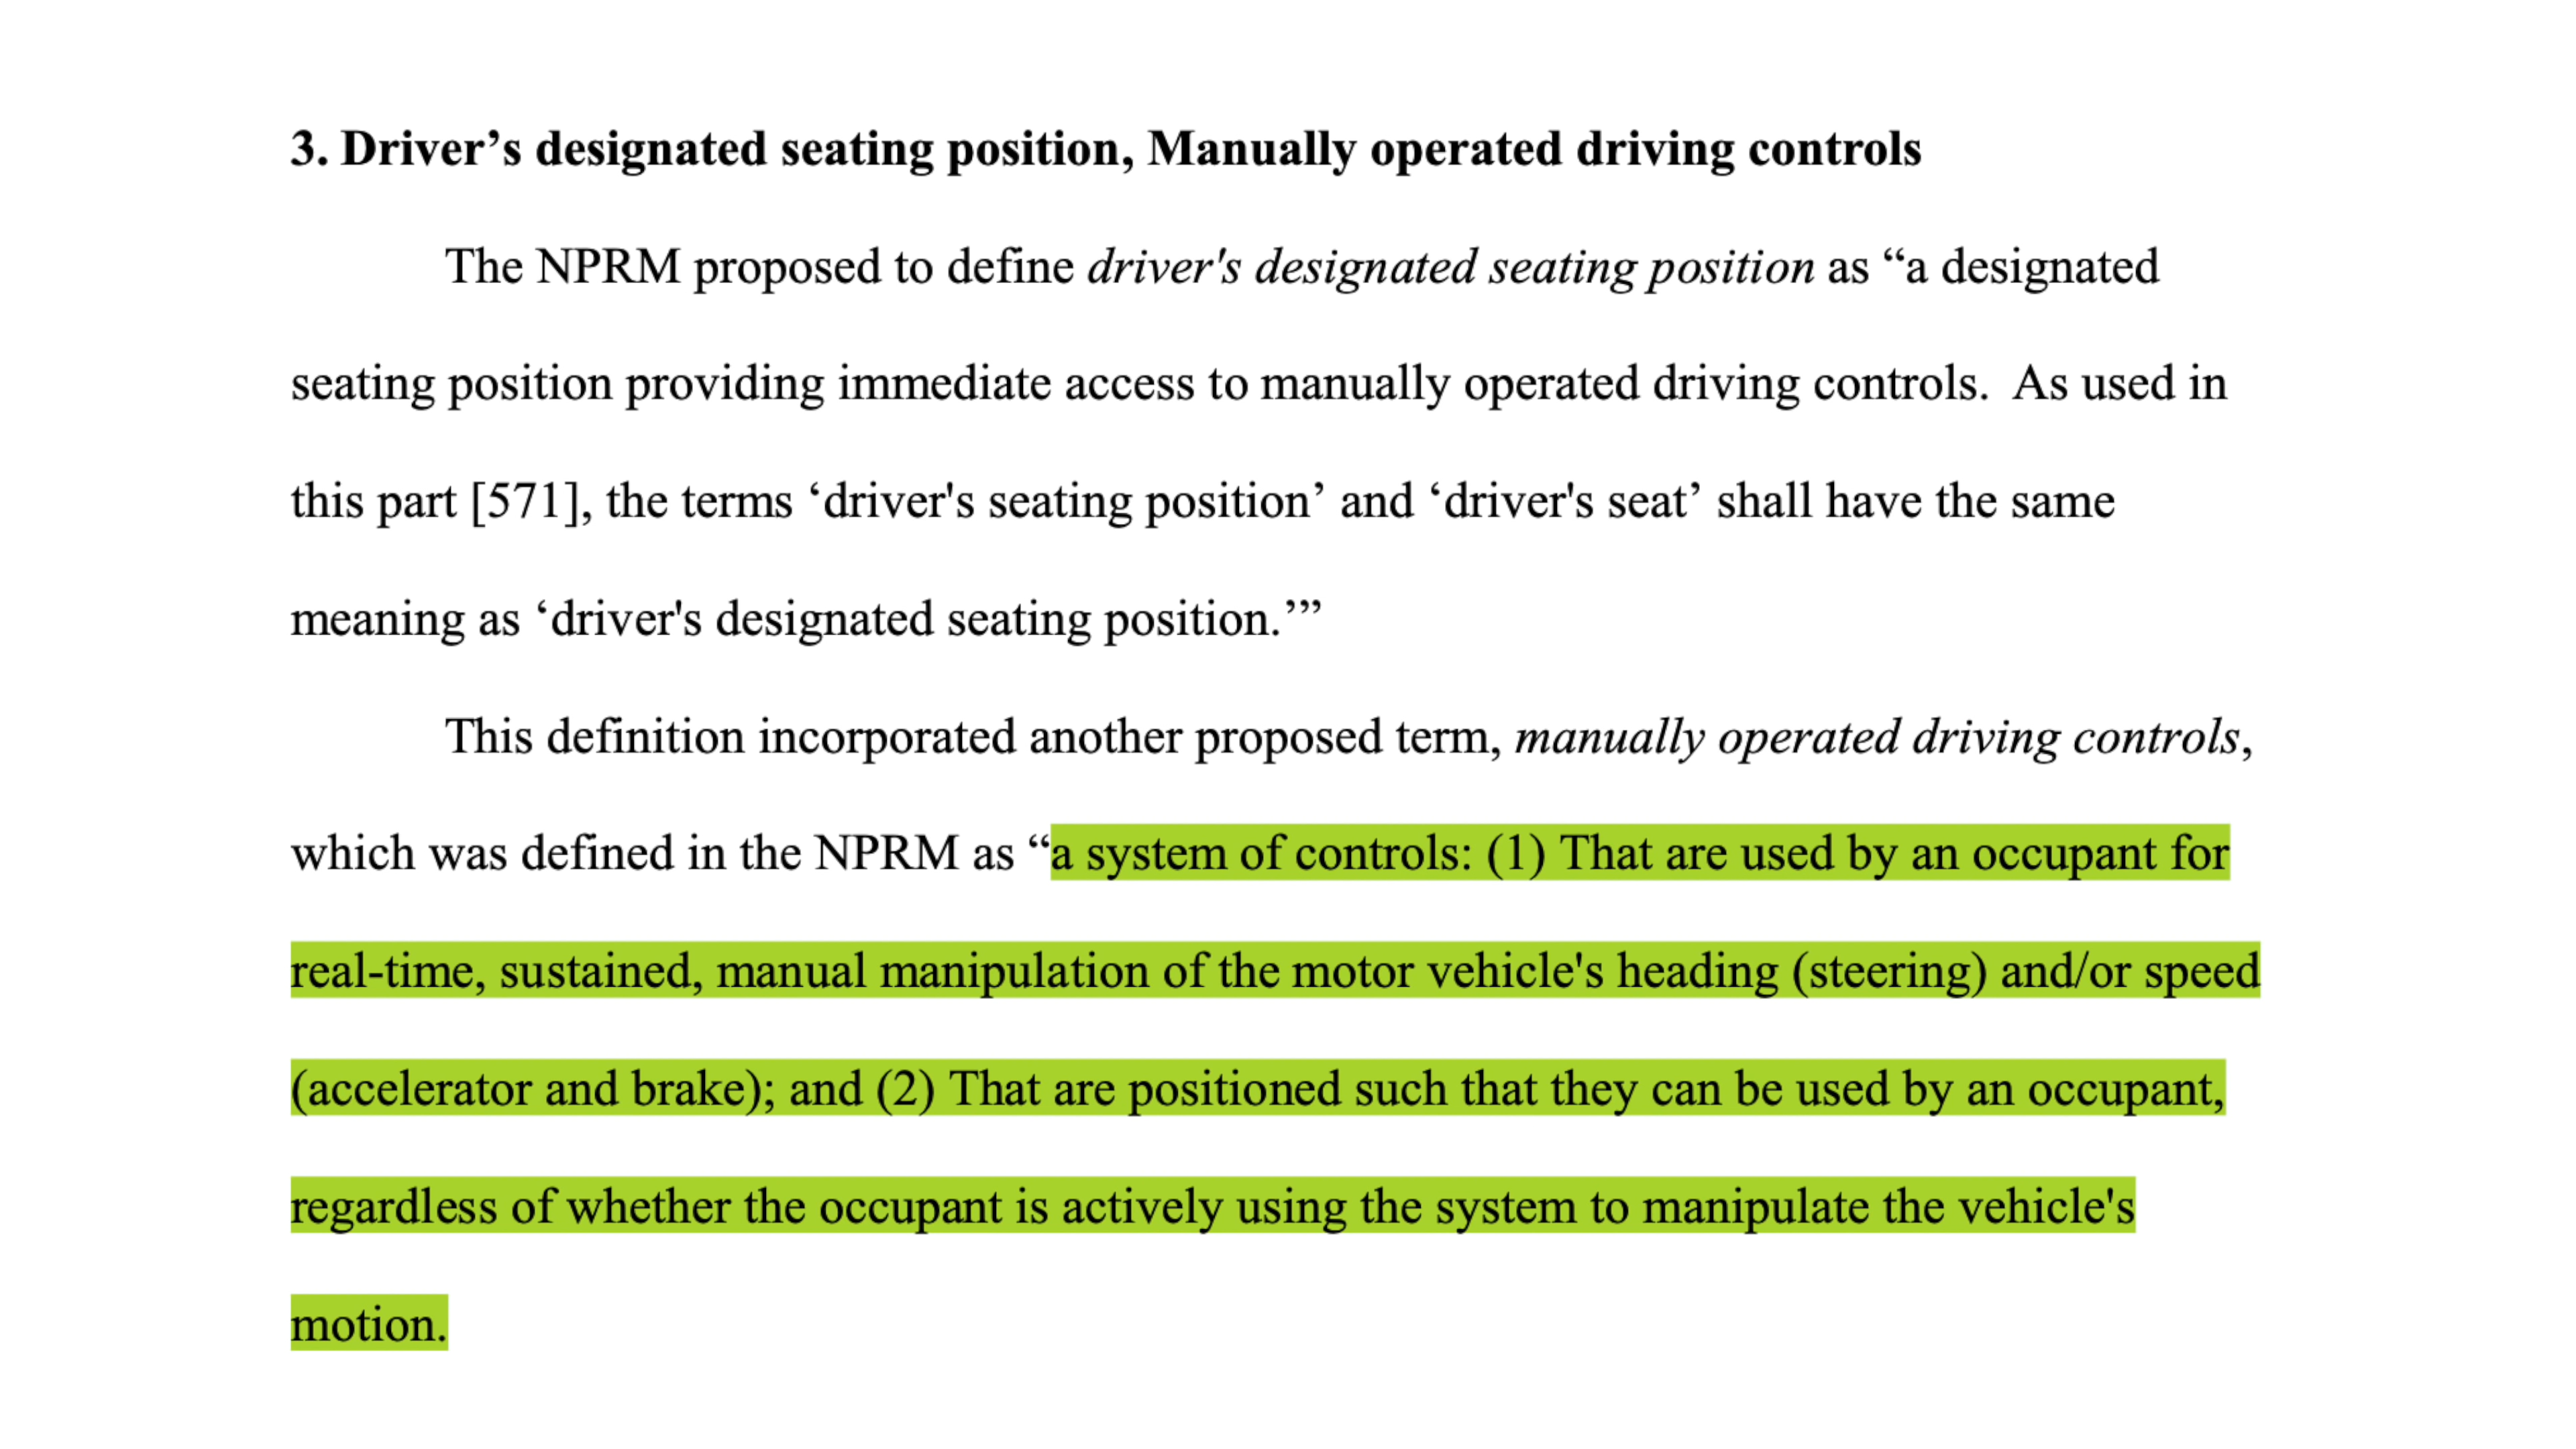 3. Driver’s designated seating position, Manually operated driving controls
The NPRM proposed to define driver's designated seating position as “a designated
seating position providing immediate access to manually operated driving controls.  As used in
this part [571], the terms ‘driver's seating position’ and ‘driver's seat’ shall have the same
meaning as ‘driver's designated seating position.’”
This definition incorporated another proposed term, manually operated driving controls,
which was defined in the NPRM as “a system of controls: (1) That are used by an occupant for
real-time, sustained, manual manipulation of the motor vehicle's heading (steering) and/or speed
(accelerator and brake); and (2) That are positioned such that they can be used by an occupant,
regardless of whether the occupant is actively using the system to manipulate the vehicle's
motion.